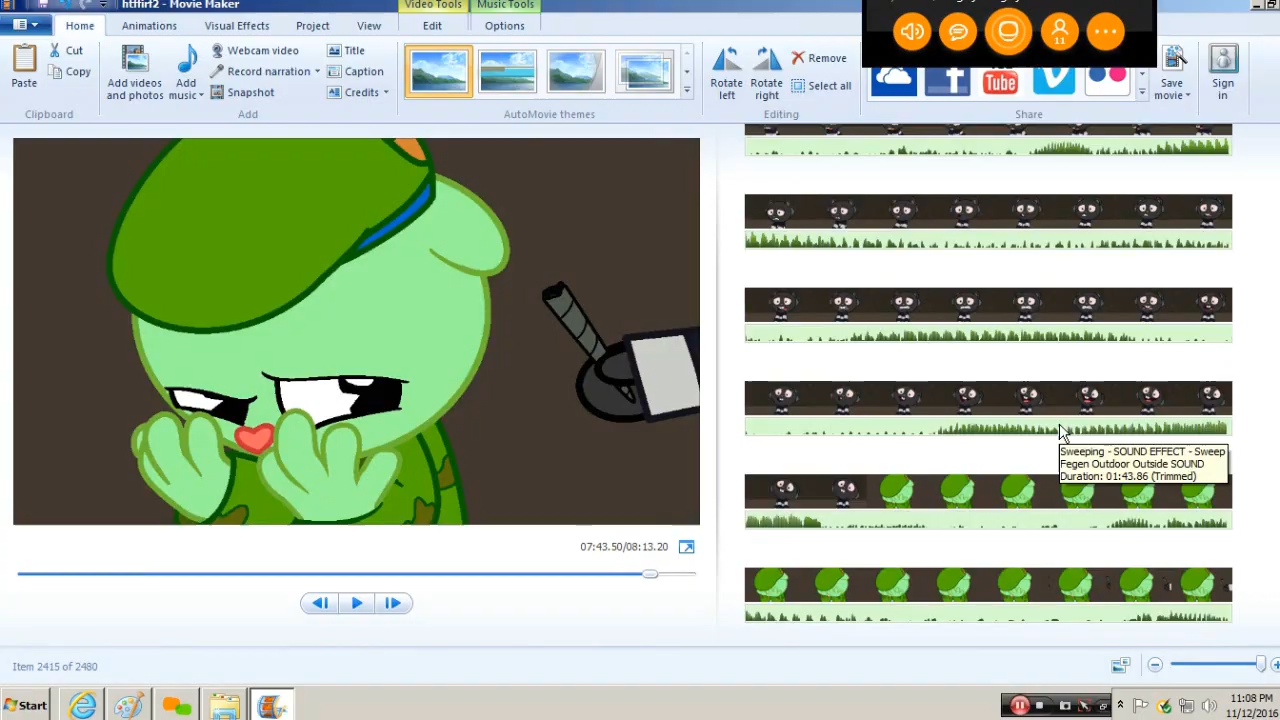 htffirt2 - Movie Maker
Video Tools
Music Tools
Home
Animations
Visual Effects
Project
View
Edit
Options
Paste
Cut
Copy
Clipboard
Add videos
and photos
Add
music
Webcam video
Record narration
Snapshot
Title
Caption
Credits
Add
AutoMovie themes
Rotate
left
Rotate
right
Remove
Select all
Editing
f
You
Tube
Share
Save
movie
Sign
in
11
Sweeping - SOUND EFFECT - Sweep
Fegen Outdoor Outside SOUND
Duration: 01:43.86 (Trimmed)
07:43.50/08:13.20
Item 2415 of 2480
Start
11:08 PM
11/12/2016